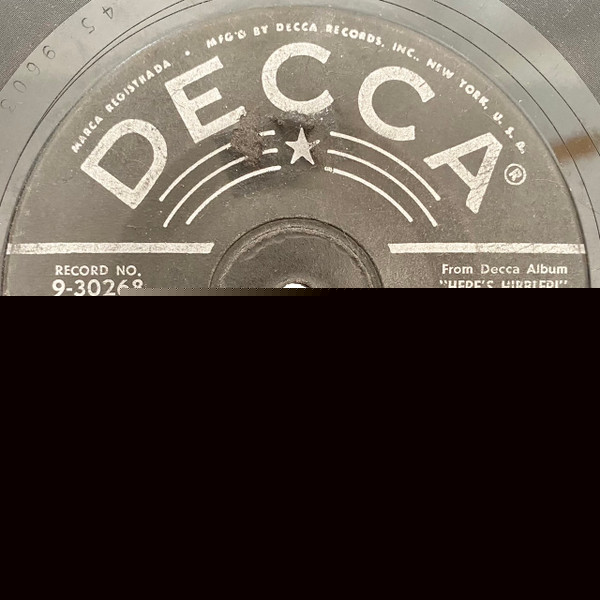 MARCA REGISTRADA • MFG'D BY DECCA RECORDS, INC., NEW YORK, U. S. A.
DECCA®
RECORD NO.
9-30268
From Decca Album
"HERE'S HIBBLER!"